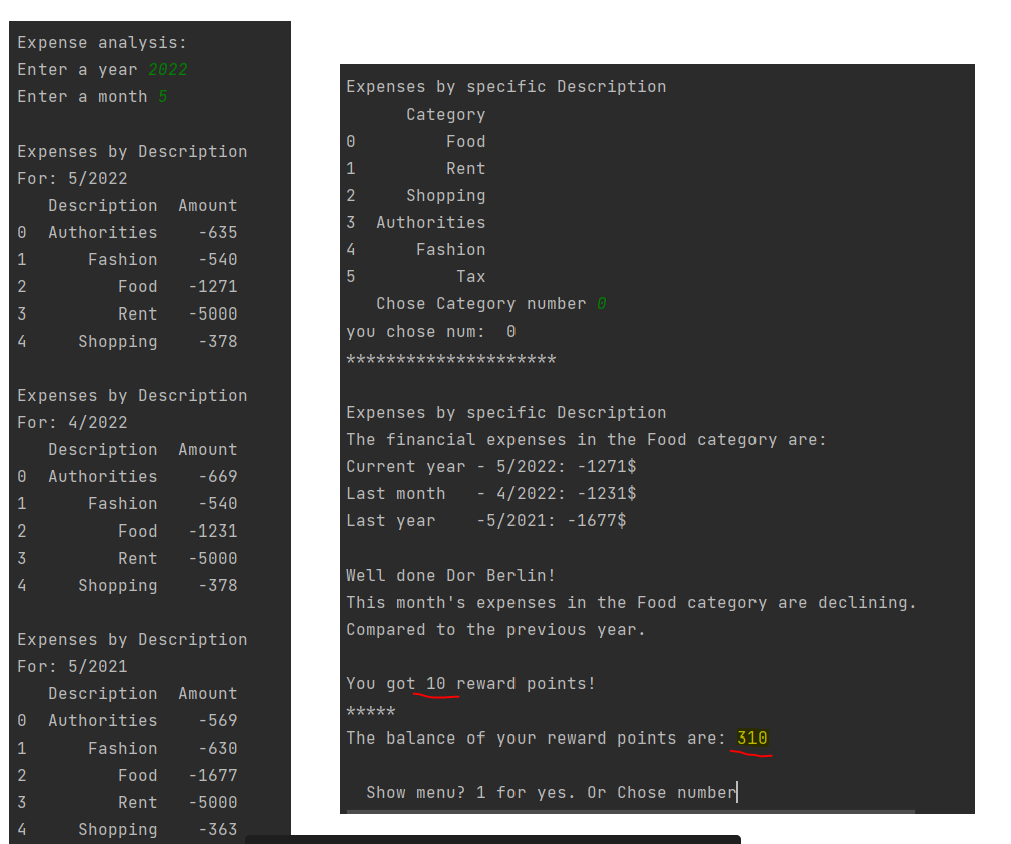 Expense analysis:
Enter a year 2022
Enter a month 5
Expenses by Description
For: 5/2022
Description Amount
0 Authorities -635
1 Fashion -540
2 Food -1271
3 Rent -5000
4 Shopping -378
Expenses by Description
For: 4/2022
Description Amount
0 Authorities -669
1 Fashion -540
2 Food -1231
3 Rent -5000
4 Shopping -378
Expenses by Description
For: 5/2021
Description Amount
0 Authorities -569
1 Fashion -630
2 Food -1677
3 Rent -5000
4 Shopping -363
Expenses by specific Description
Category
0 Food
1 Rent
2 Shopping
3 Authorities
4 Fashion
5 Tax
Chose Category number 0
you chose num: 0
*********************
Expenses by specific Description
The financial expenses in the Food category are:
Current year - 5/2022: -1271$
Last month - 4/2022: -1231$
Last year -5/2021: -1677$
Well done Dor Berlin!
This month's expenses in the Food category are declining.
Compared to the previous year.
You got 10 reward points!
*****
The balance of your reward points are: 310
Show menu? 1 for yes. Or Chose number